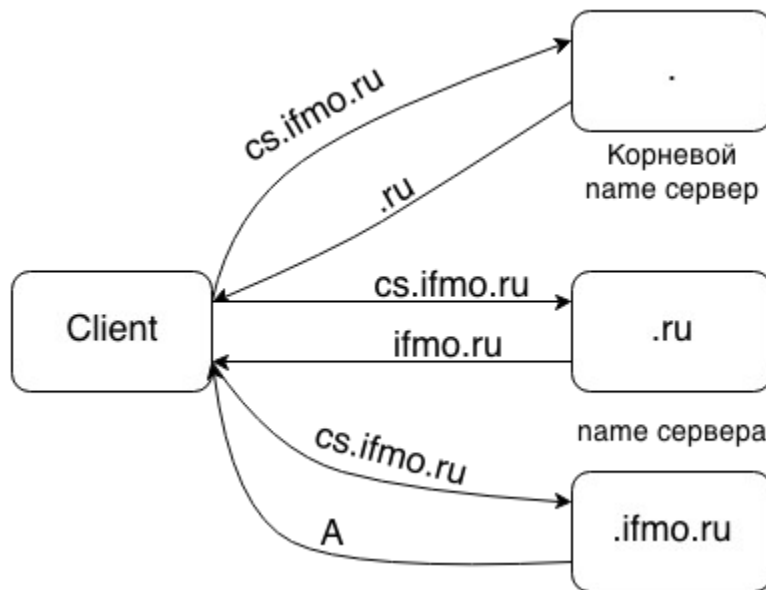 cs.ifmo.ru
.
Корневой
name сервер
.ru
Client
cs.ifmo.ru
.ru
ifmo.ru
name сервера
cs.ifmo.ru
.ifmo.ru
A